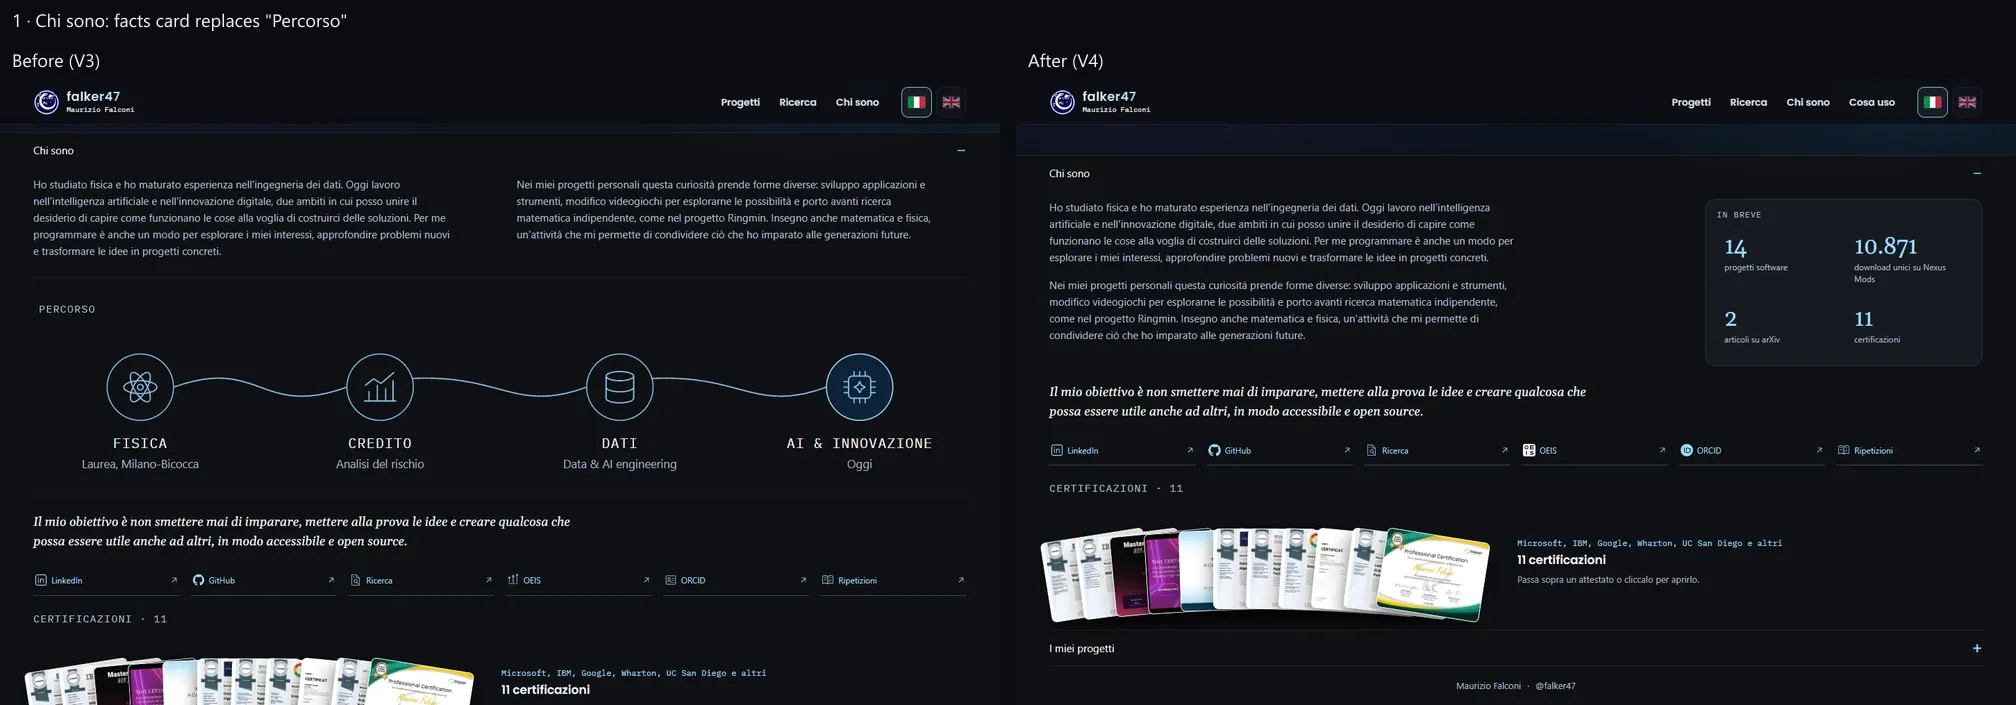 1 · Chi sono: facts card replaces "Percorso"
Before (V3)
falker47
Maurizio Falconi
Progetti
Ricerca
Chi sono
Chi sono
Ho studiato fisica e ho maturato esperienza nell'ingegneria dei dati. Oggi lavoro
nell'intelligenza artificiale e nell'innovazione digitale, due ambiti in cui posso unire il
desiderio di capire come funzionano le cose alla voglia di costruirci delle soluzioni. Per me
programmare è anche un modo per esplorare i miei interessi, approfondire problemi nuovi
e trasformare le idee in progetti concreti.
Nei miei progetti personali questa curiosità prende forme diverse: sviluppo applicazioni e
strumenti, modifico videogiochi per esplorarne le possibilità e porto avanti ricerca
matematica indipendente, come nel progetto Ringmin. Insegno anche matematica e fisica,
un'attività che mi permette di condividere ciò che ho imparato alle generazioni future.
PERCORSO
FISICA
Laurea, Milano-Bicocca
CREDITO
Analisi del rischio
DATI
Data & AI engineering
AI & INNOVAZIONE
Oggi
Il mio obiettivo è non smettere mai di imparare, mettere alla prova le idee e creare qualcosa che
possa essere utile anche ad altri, in modo accessibile e open source.
LinkedIn
GitHub
Ricerca
OEIS
ORCID
Ripetizioni
CERTIFICAZIONI · 11
Master
Professional Certification
Microsoft, IBM, Google, Wharton, UC San Diego e altri
11 certificazioni
After (V4)
falker47
Maurizio Falconi
Progetti
Ricerca
Chi sono
Cosa uso
Chi sono
Ho studiato fisica e ho maturato esperienza nell'ingegneria dei dati. Oggi lavoro nell'intelligenza
artificiale e nell'innovazione digitale, due ambiti in cui posso unire il desiderio di capire come
funzionano le cose alla voglia di costruirci delle soluzioni. Per me programmare è anche un modo per
esplorare i miei interessi, approfondire problemi nuovi e trasformare le idee in progetti concreti.
Nei miei progetti personali questa curiosità prende forme diverse: sviluppo applicazioni e strumenti,
modifico videogiochi per esplorarne le possibilità e porto avanti ricerca matematica indipendente,
come nel progetto Ringmin. Insegno anche matematica e fisica, un'attività che mi permette di
condividere ciò che ho imparato alle generazioni future.
IN BREVE
14
progetti software
10.871
download unici su Nexus
Mods
2
articoli su arXiv
11
certificazioni
Il mio obiettivo è non smettere mai di imparare, mettere alla prova le idee e creare qualcosa che
possa essere utile anche ad altri, in modo accessibile e open source.
LinkedIn
GitHub
Ricerca
OEIS
ORCID
Ripetizioni
CERTIFICAZIONI · 11
Master
Professional Certification
Microsoft, IBM, Google, Wharton, UC San Diego e altri
11 certificazioni
Passa sopra un attestato o cliccalo per aprirlo.
I miei progetti
Maurizio Falconi · @falker47